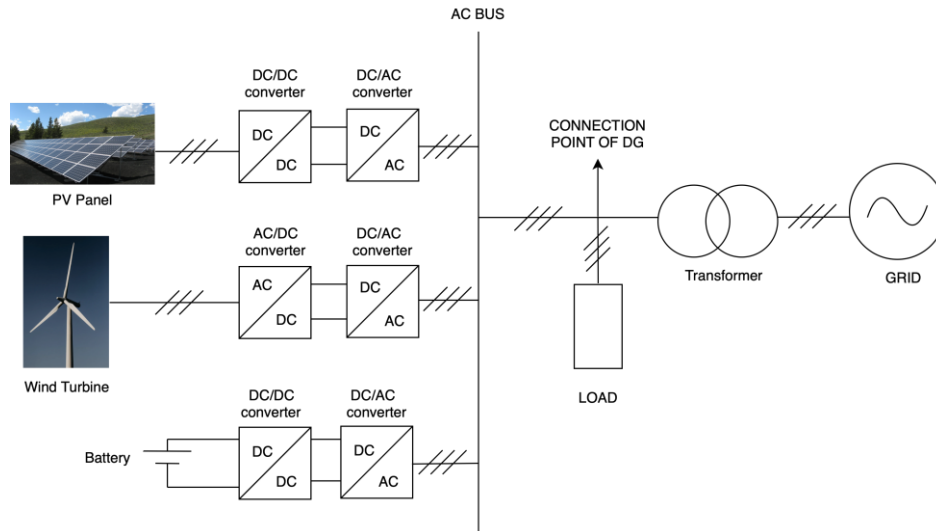 AC BUS
DC/DC
converter
DC/AC
converter
DC
DC
DC
AC
PV Panel
CONNECTION
POINT OF DG
AC/DC
converter
DC/AC
converter
AC
DC
DC
AC
Wind Turbine
Transformer
GRID
LOAD
DC/DC
converter
DC/AC
converter
Battery
DC
DC
DC
AC